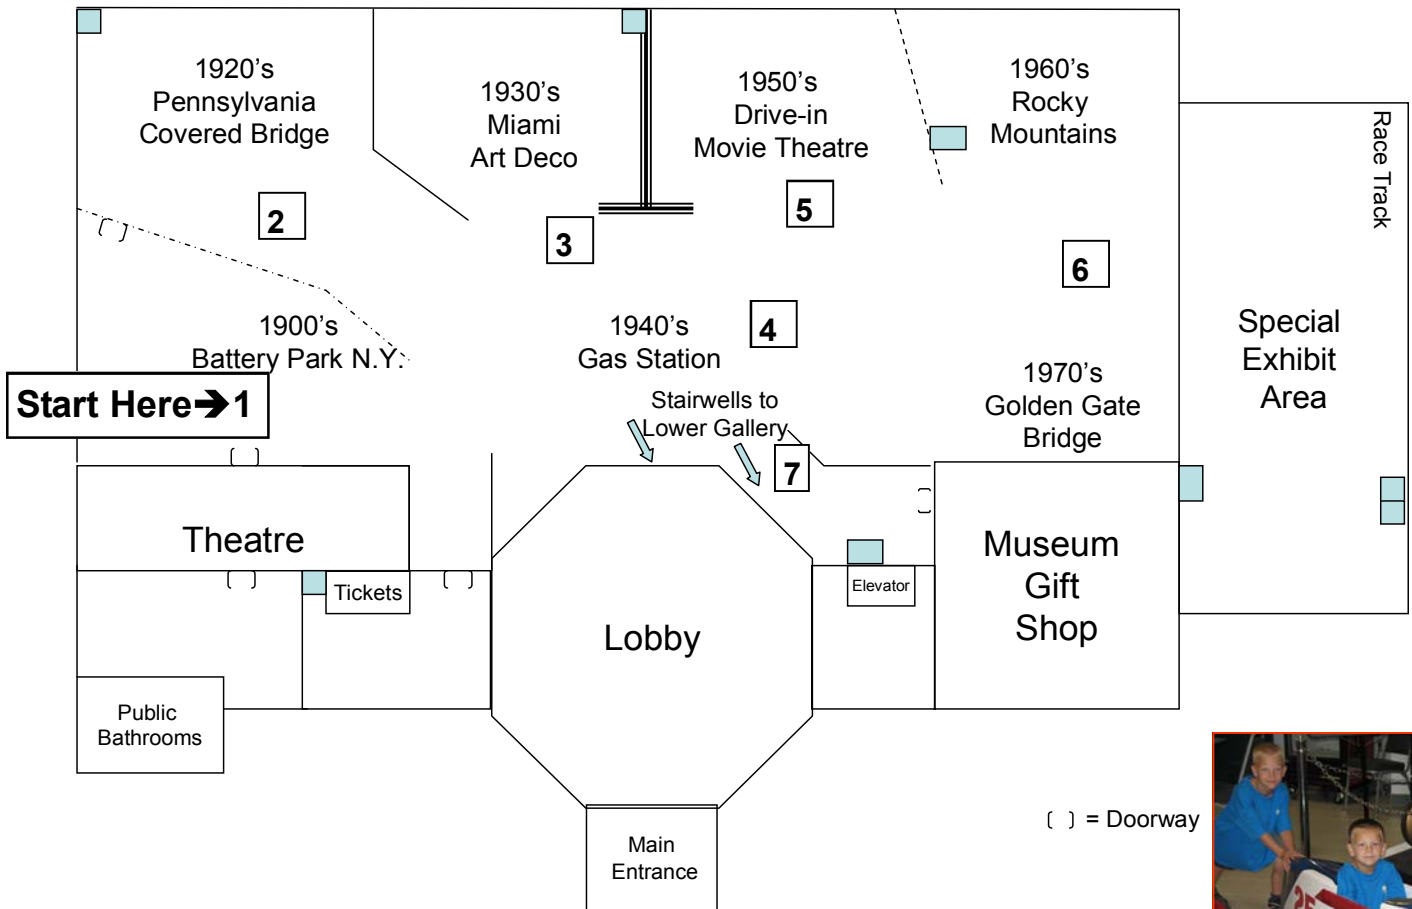 1920’s
Pennsylvania
Covered Bridge
1930’s
Miami
Art Deco
1950’s
Drive-in
Movie Theatre
1960’s
Rocky
Mountains
Race Track
2
3
5
6
4
1900’s
Battery Park N.Y.
1940’s
Gas Station
Special
Exhibit
Area
Start Here➔1
1970’s
Golden Gate
Bridge
Stairwells to
Lower Gallery
7
Theatre
Tickets
Elevator
Museum
Gift
Shop
Lobby
Public
Bathrooms
Main
Entrance
( ) = Doorway
25